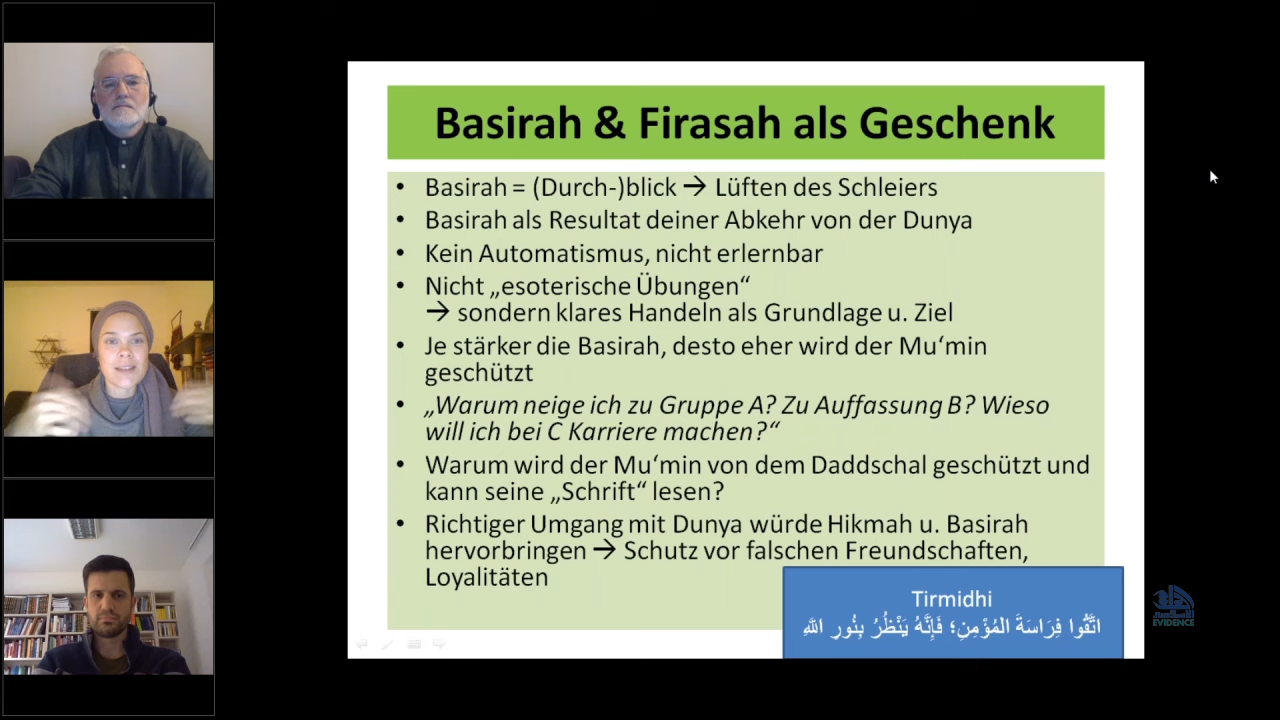 Basirah & Firasah als Geschenk
• Basirah = (Durch-)blick → Lüften des Schleiers
• Basirah als Resultat deiner Abkehr von der Dunya
• Kein Automatismus, nicht erlernbar
• Nicht „esoterische Übungen“
→ sondern klares Handeln als Grundlage u. Ziel
• Je stärker die Basirah, desto eher wird der Mu‘min
geschützt
• „Warum neige ich zu Gruppe A? Zu Auffassung B? Wieso
will ich bei C Karriere machen?“
• Warum wird der Mu‘min von dem Daddschal geschützt und
kann seine „Schrift“ lesen?
• Richtiger Umgang mit Dunya würde Hikmah u. Basirah
hervorbringen → Schutz vor falschen Freundschaften,
Loyalitäten
Tirmidhi
اتَّقُوا فِرَاسَةَ المُؤْمِنِ؛ فَإِنَّهُ يَنْظُرُ بِنُورِ اللَّهِ
EVIDENCE